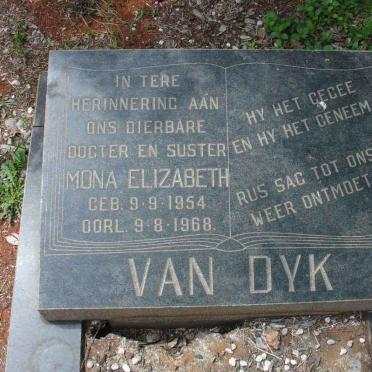 IN TERE
HERINNERING AAN
ONS DIERBARE
DOGTER EN SUSTER
MONA ELIZABETH
GEB. 9-9-1954
OORL. 9-8-1968.
HY HET GEGEE
EN HY HET GENEEM
RUS SAG TOT ONS
WEER ONTMOET
VAN DYK